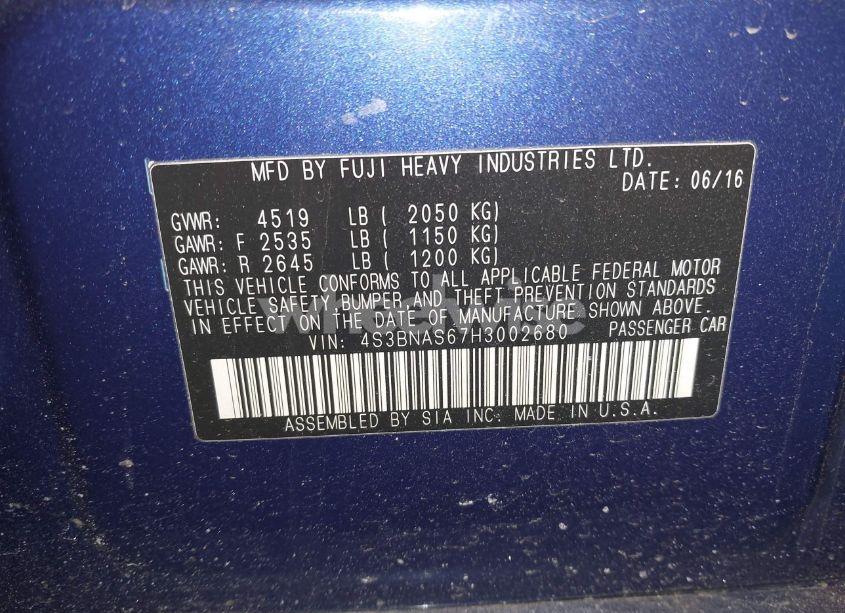 MFD BY FUJI HEAVY INDUSTRIES LTD.
DATE: 06/16
GVWR: 4519 LB ( 2050 KG)
GAWR: F 2535 LB ( 1150 KG)
GAWR: R 2645 LB ( 1200 KG)
THIS VEHICLE CONFORMS TO ALL APPLICABLE FEDERAL MOTOR
VEHICLE SAFETY BUMPER AND THEFT PREVENTION STANDARDS
IN EFFECT ON THE DATE OF MANUFACTURE SHOWN ABOVE.
VIN: 4S3BNAS67H3002680 PASSENGER CAR
ASSEMBLED BY SIA INC. MADE IN U.S.A.